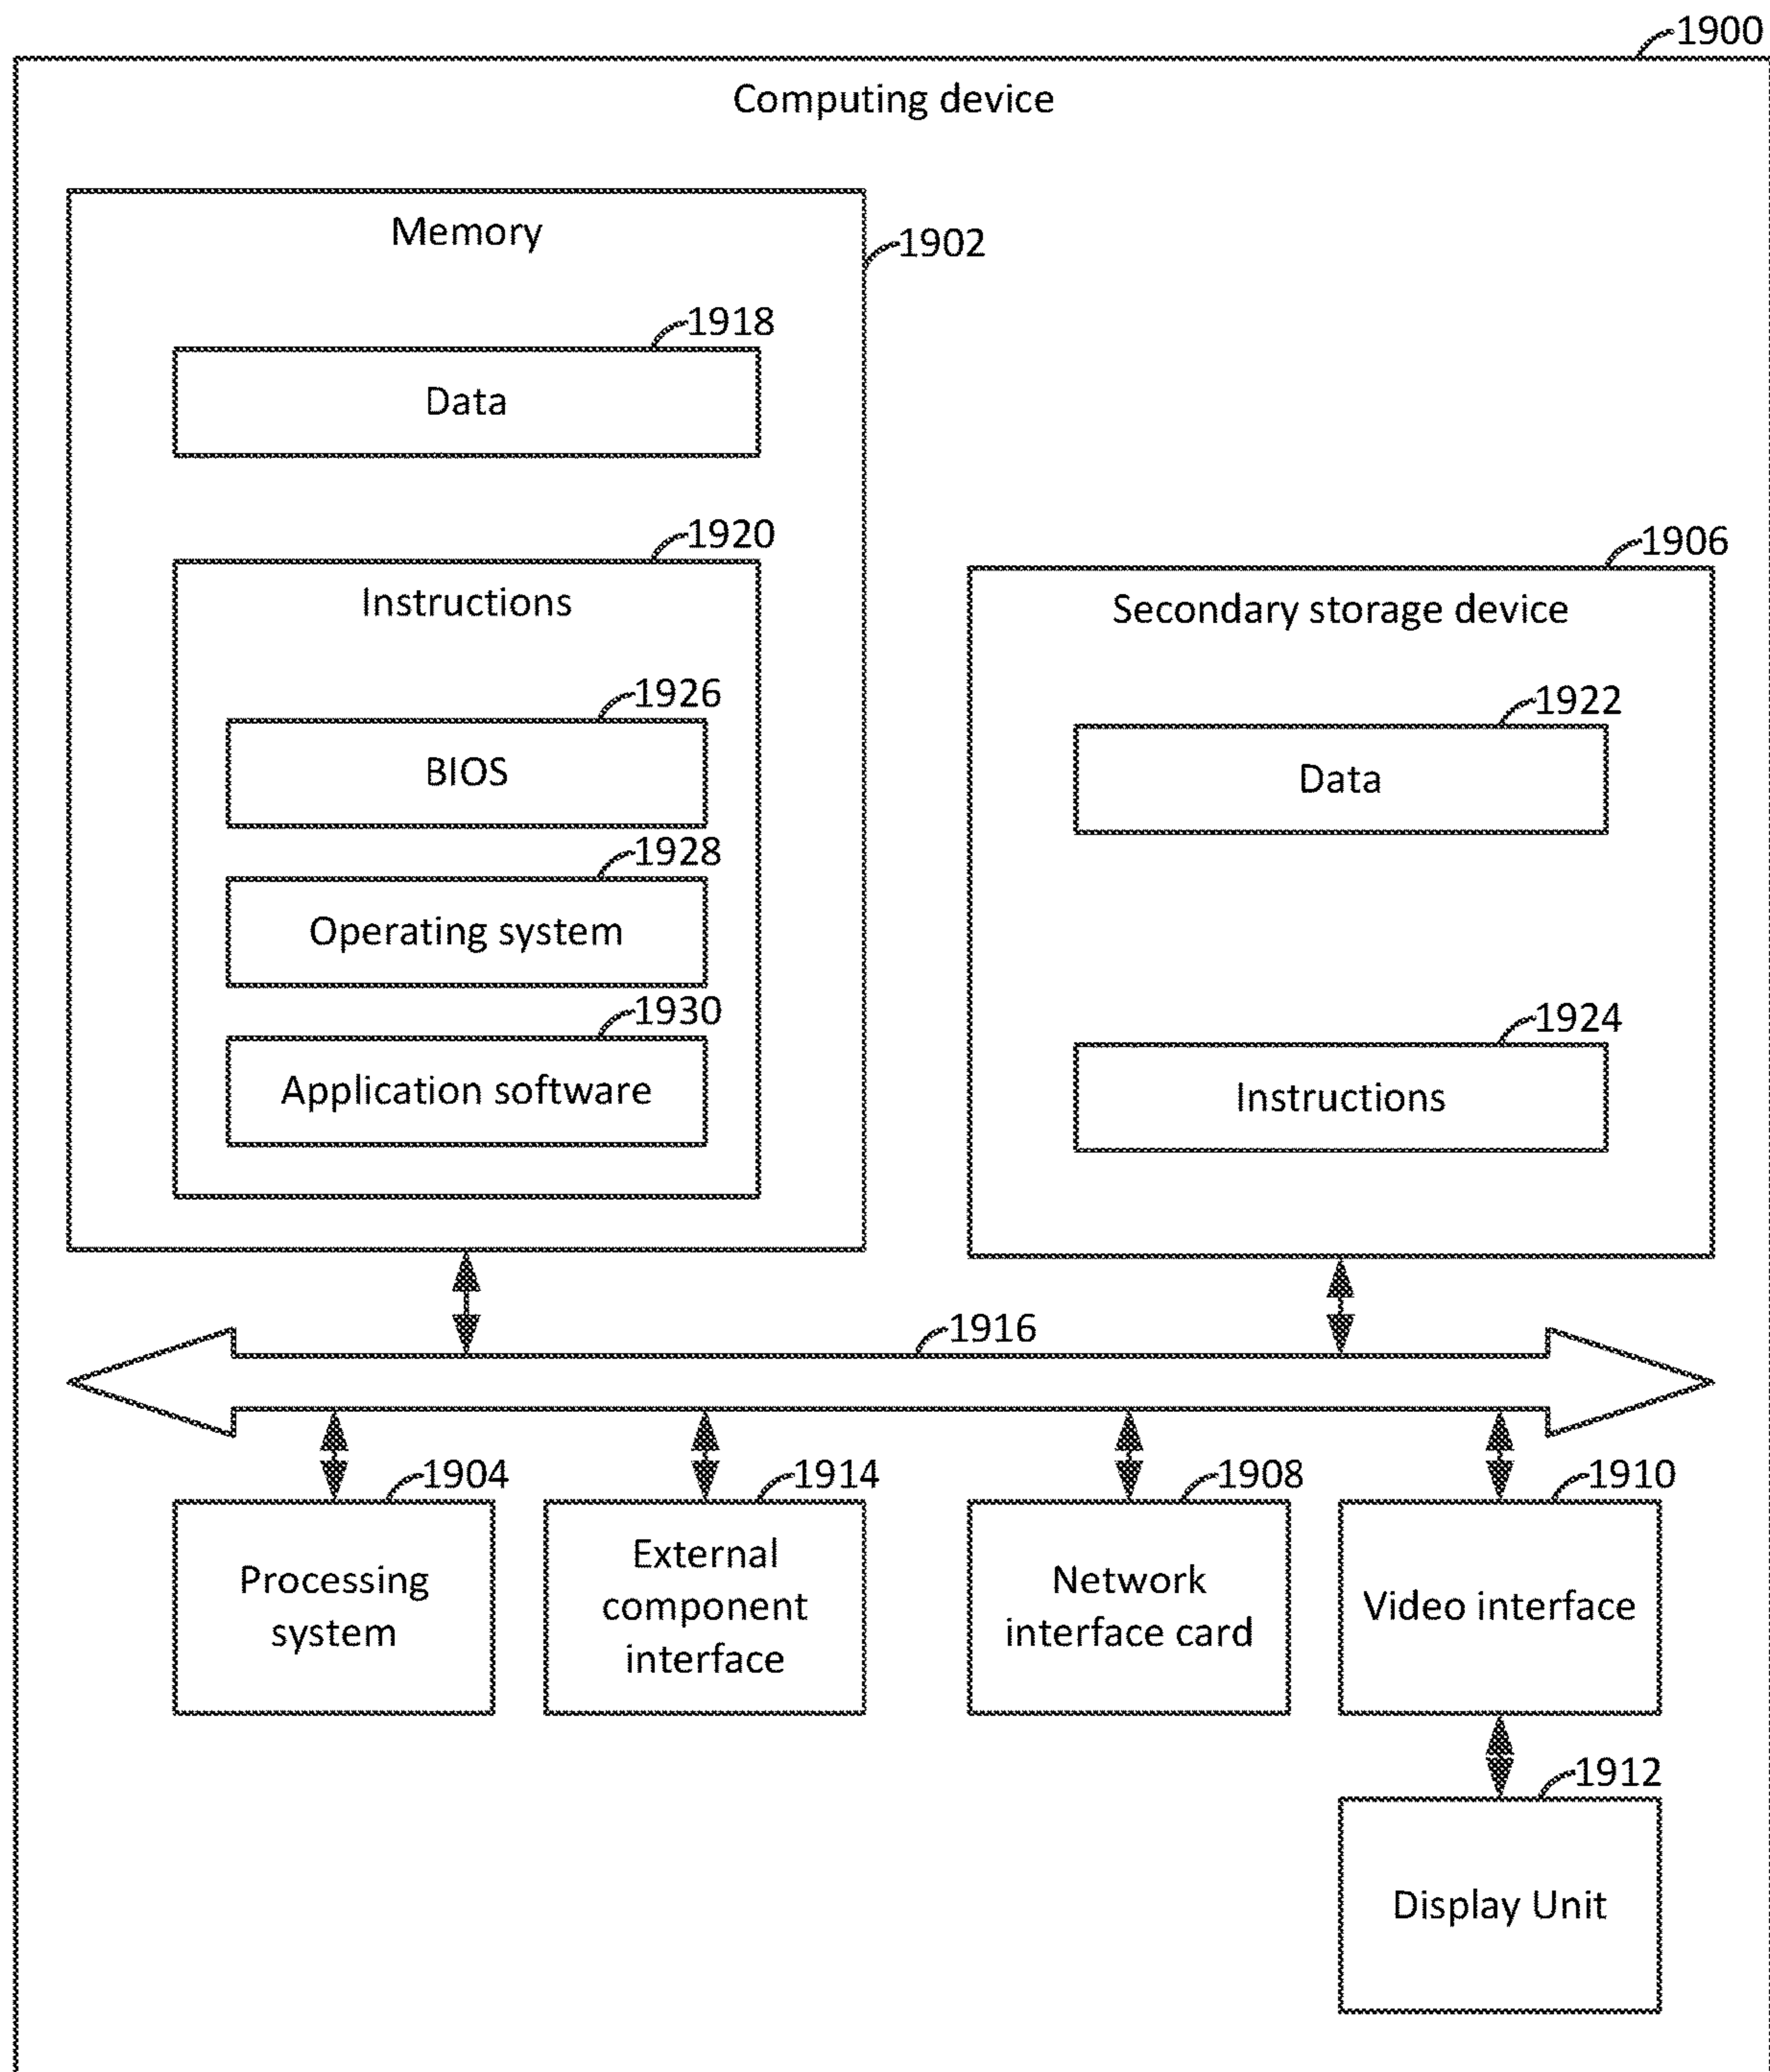 1900
Computing device
Memory
1902
1918
Data
1920
Instructions
1926
BIOS
1928
Operating system
1930
Application software
1906
Secondary storage device
1922
Data
1924
Instructions
1916
1904
Processing
system
1914
External
component
interface
1908
Network
interface card
1910
Video interface
1912
Display Unit